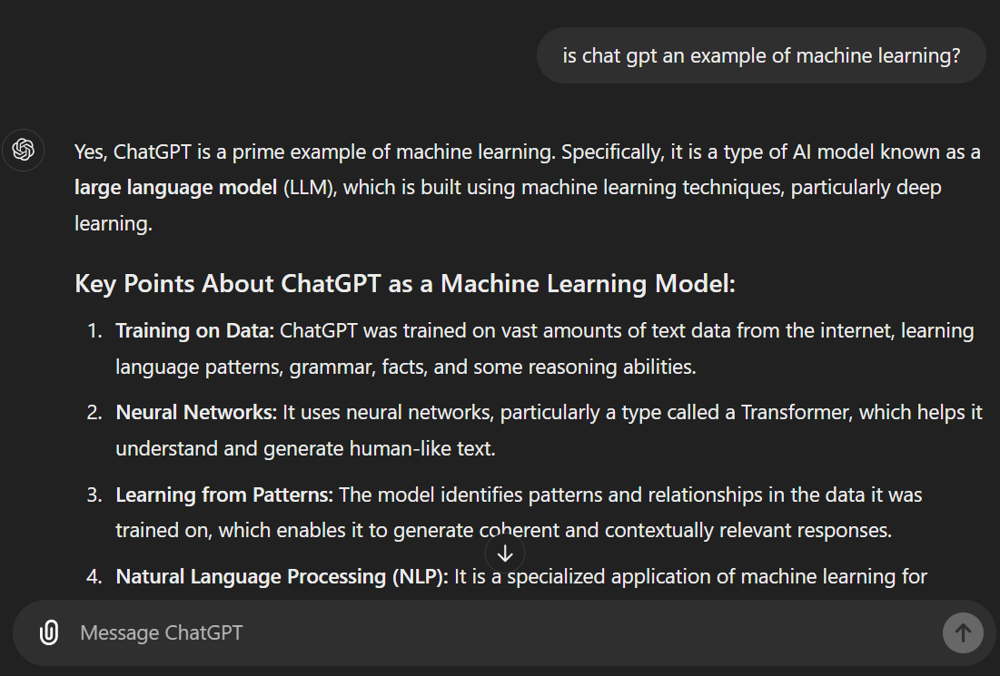 is chat gpt an example of machine learning?
Yes, ChatGPT is a prime example of machine learning. Specifically, it is a type of AI model known as a
large language model (LLM), which is built using machine learning techniques, particularly deep
learning.
Key Points About ChatGPT as a Machine Learning Model:
1. Training on Data: ChatGPT was trained on vast amounts of text data from the internet, learning
language patterns, grammar, facts, and some reasoning abilities.
2. Neural Networks: It uses neural networks, particularly a type called a Transformer, which helps it
understand and generate human-like text.
3. Learning from Patterns: The model identifies patterns and relationships in the data it was
trained on, which enables it to generate coherent and contextually relevant responses.
4. Natural Language Processing (NLP): It is a specialized application of machine learning for
Message ChatGPT